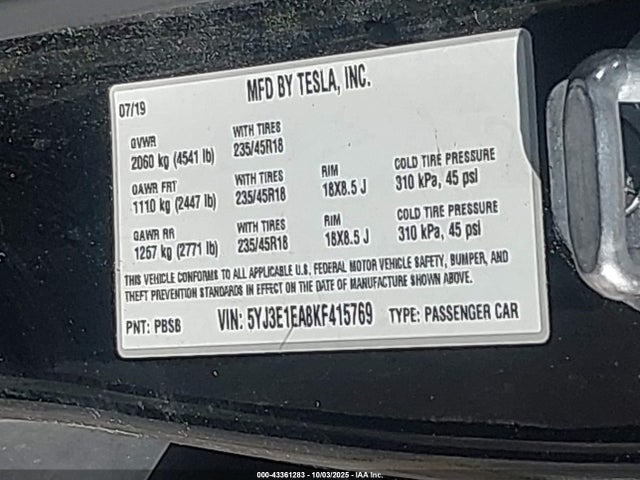 MFD BY TESLA, INC.
07/19
GVWR
2060 kg (4541 lb)
WITH TIRES
235/45R18
GAWR FRT
1110 kg (2447 lb)
WITH TIRES
235/45R18
RIM
18X8.5 J
COLD TIRE PRESSURE
310 kPa, 45 psi
GAWR RR
1257 kg (2771 lb)
WITH TIRES
235/45R18
RIM
18X8.5 J
COLD TIRE PRESSURE
310 kPa, 45 psi
THIS VEHICLE CONFORMS TO ALL APPLICABLE U.S. FEDERAL MOTOR VEHICLE SAFETY, BUMPER, AND
THEFT PREVENTION STANDARDS IN EFFECT ON THE DATE OF MANUFACTURE SHOWN ABOVE.
PNT: PBSB VIN: 5YJ3E1EA8KF415769 TYPE: PASSENGER CAR
000-43361283 - 10/03/2025 - IAA Inc.